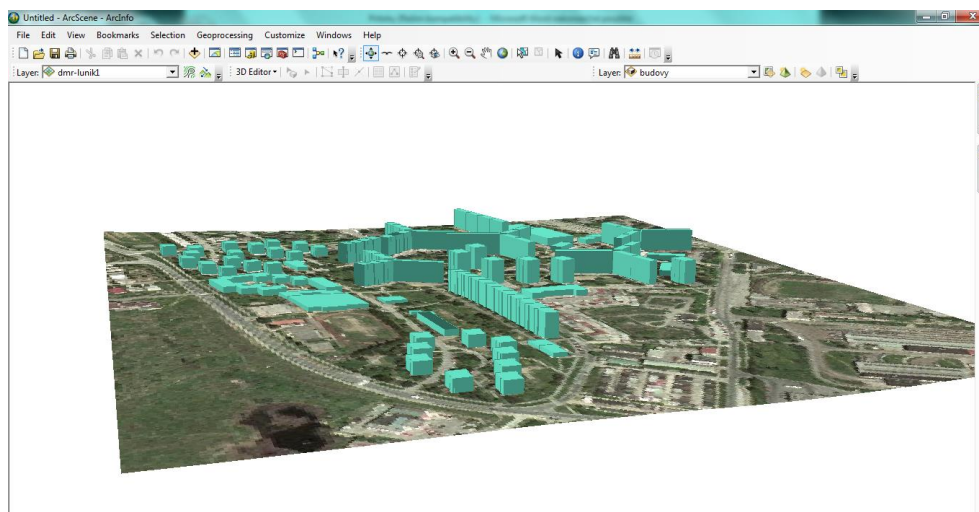 Untitled - ArcScene - ArcInfo
File Edit View Bookmarks Selection Geoprocessing Customize Windows Help
Layer: dmr-lunik1 3D Editor Layer: budovy